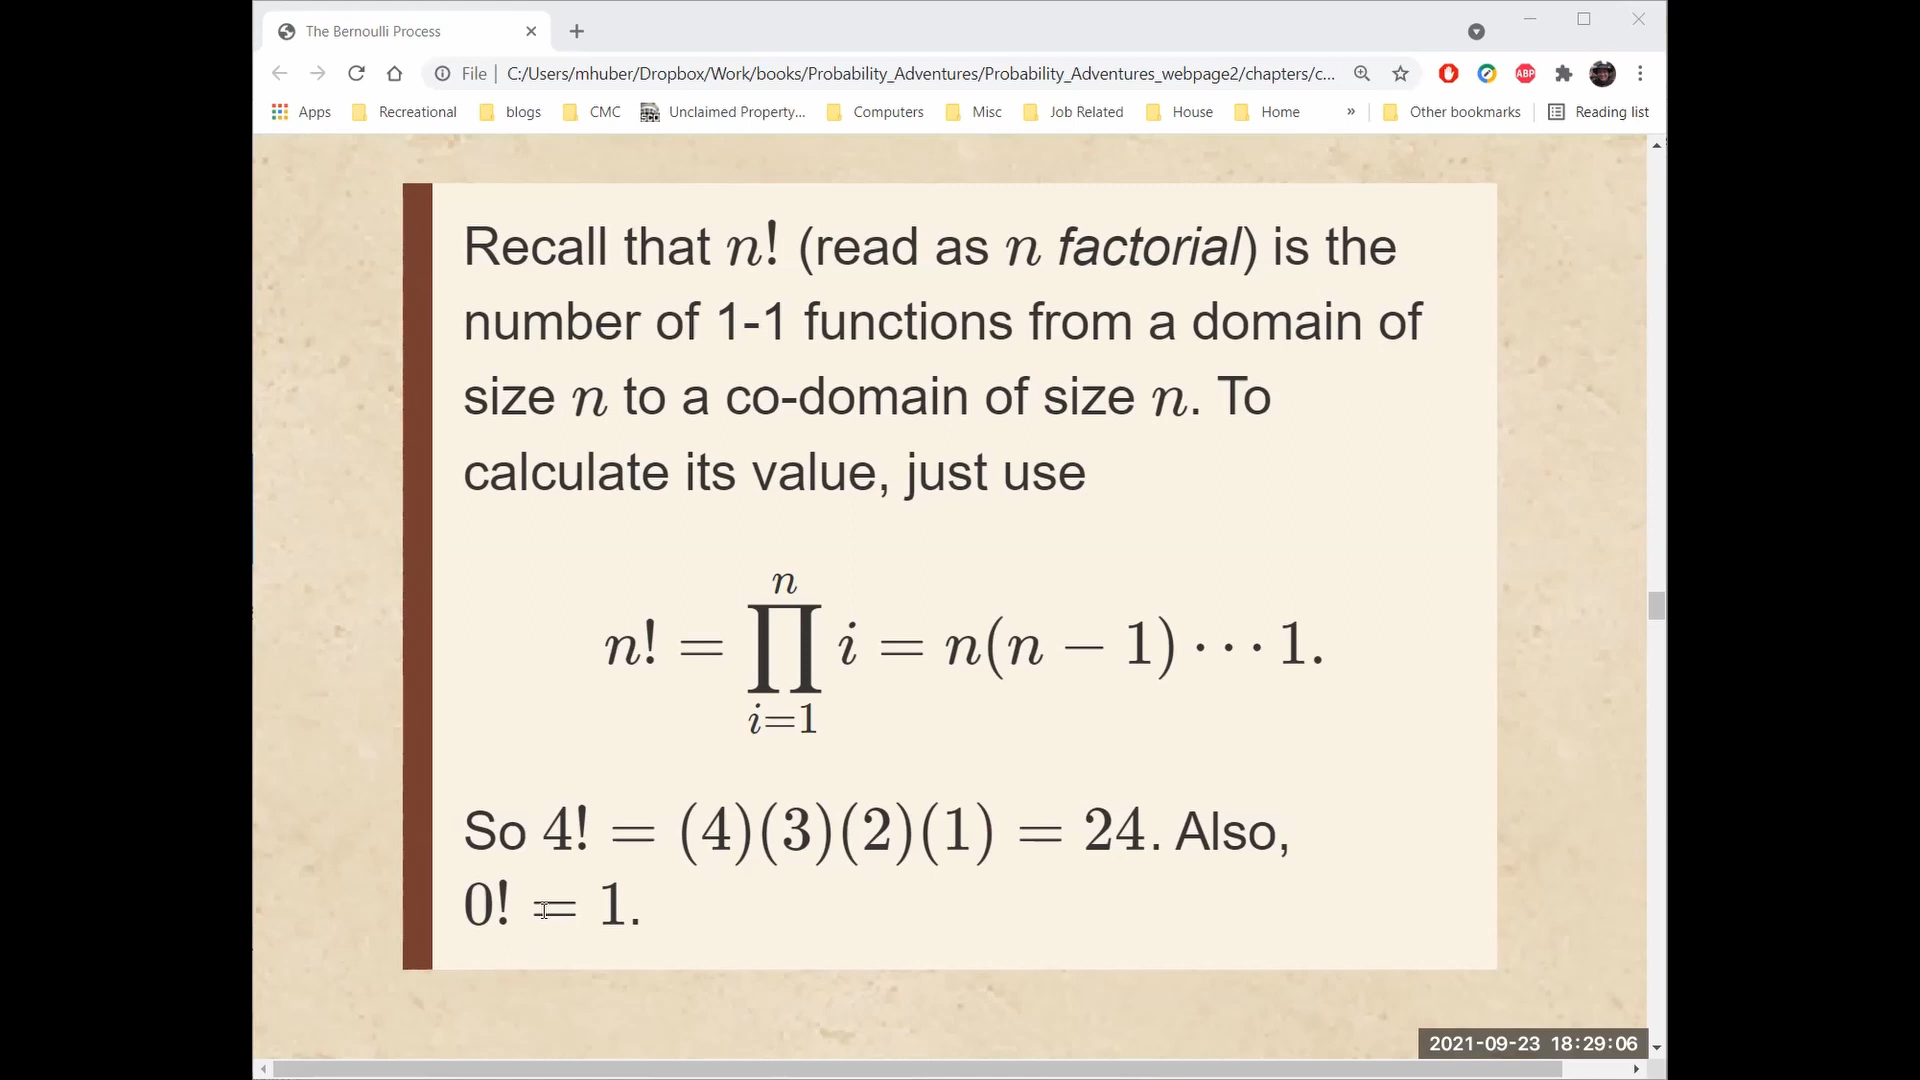 The Bernoulli Process
File | C:/Users/mhuber/Dropbox/Work/books/Probability_Adventures/Probability_Adventures_webpage2/chapters/c...
ABP
Apps Recreational blogs CMC Unclaimed Property... Computers Misc Job Related House Home » Other bookmarks Reading list
Recall that n! (read as n factorial) is the
number of 1-1 functions from a domain of
size n to a co-domain of size n. To
calculate its value, just use
n! = ∏_{i=1}^{n} i = n(n − 1) ⋯ 1.
So 4! = (4)(3)(2)(1) = 24. Also,
0! = 1.
2021-09-23 18:29:06